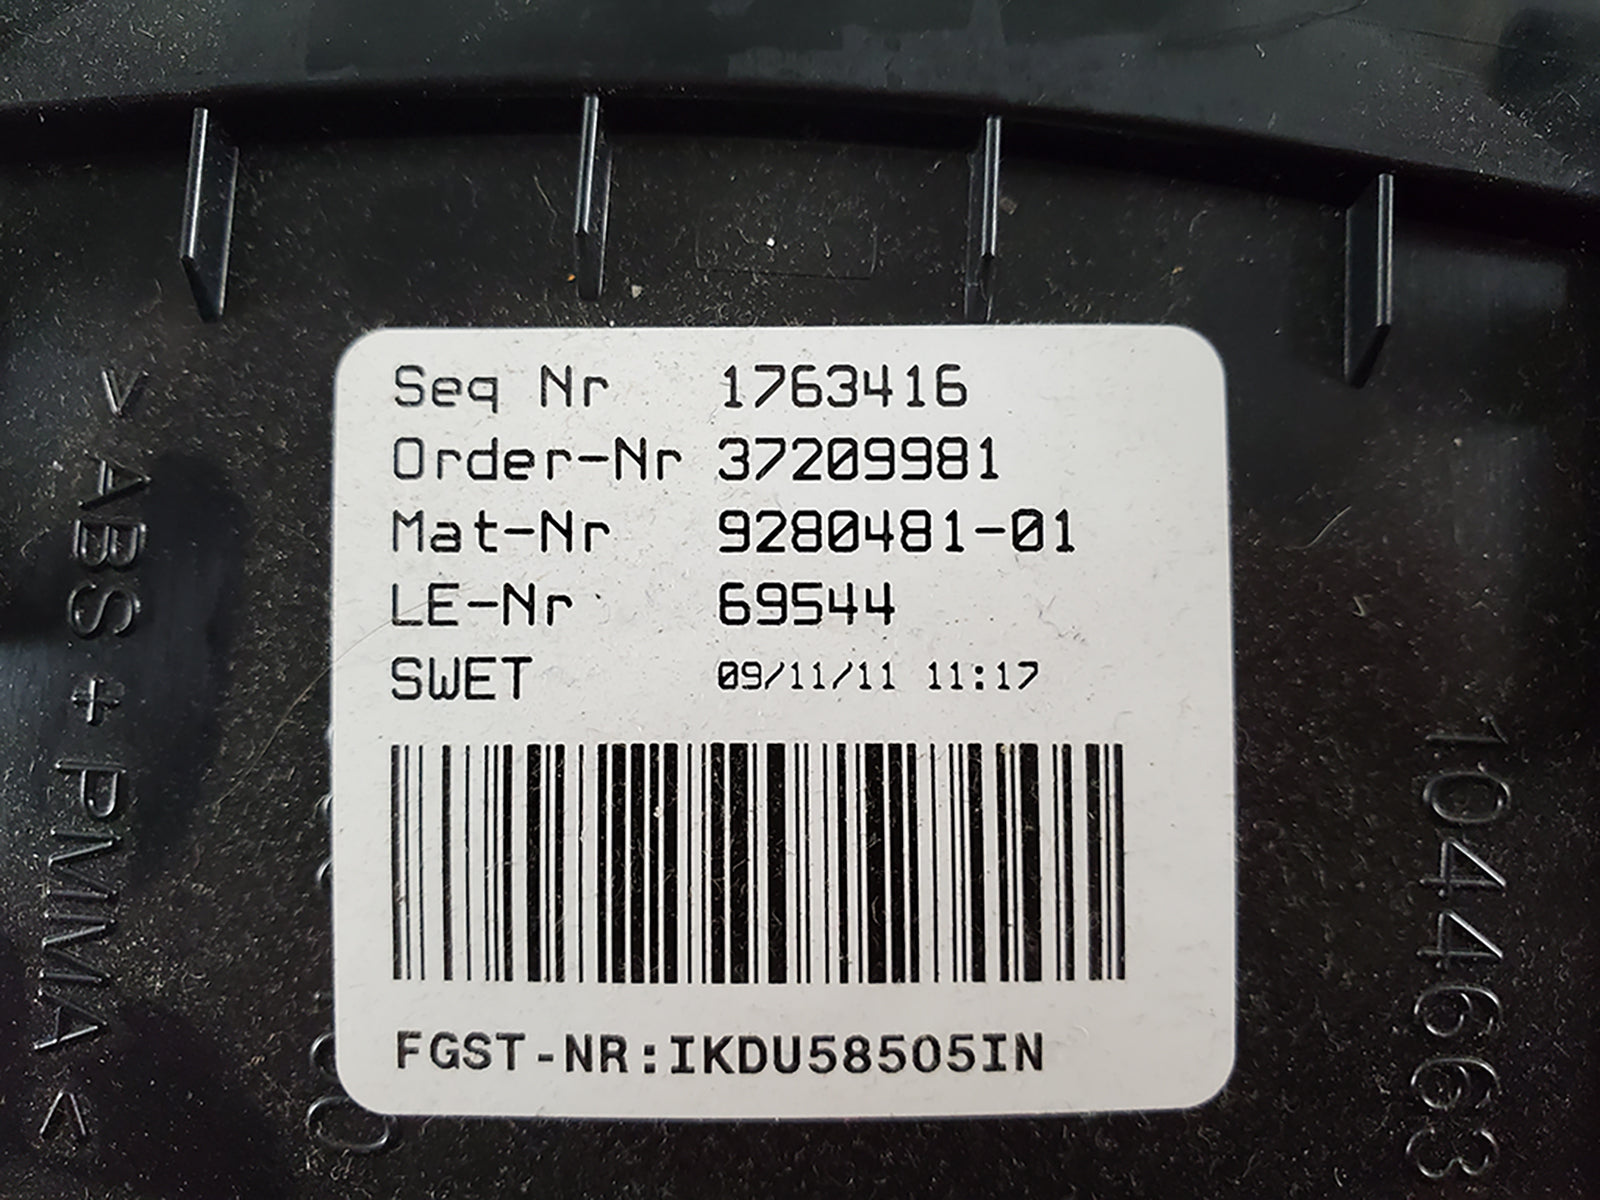 Seq Nr 1763416
Order-Nr 37209981
Mat-Nr 9280481-01
LE-Nr 69544
SWET 09/11/11 11:17
FGST-NR:IKDU58505IN
> ABS + PMMA <
1044663